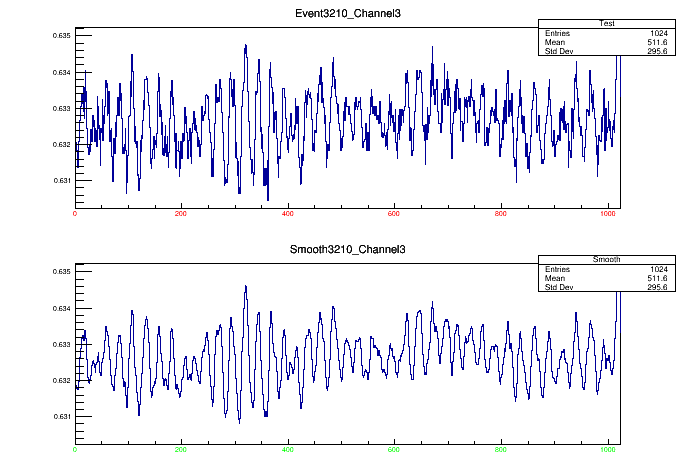 Event3210_Channel3
Test
Entries 1024
Mean 511.6
Std Dev 295.6
0.635
0.634
0.633
0.632
0.631
0 200 400 600 800 1000
Smooth3210_Channel3
Smooth
Entries 1024
Mean 511.6
Std Dev 295.6
0.635
0.634
0.633
0.632
0.631
0 200 400 600 800 1000